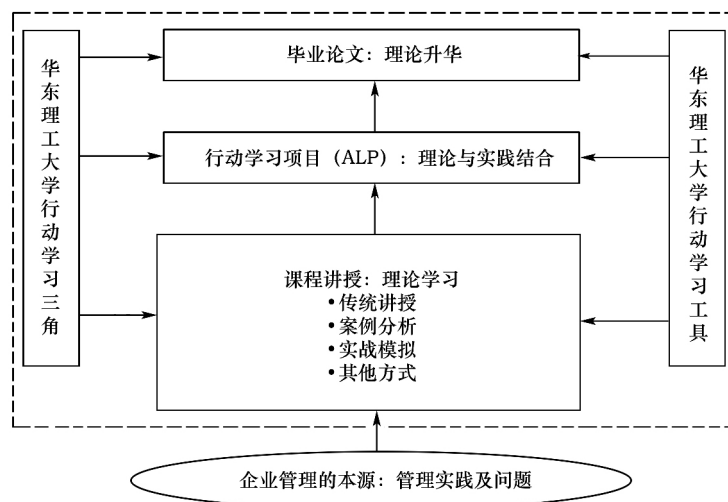 毕业论文：理论升华
华东理工大学行动学习三角
华东理工大学行动学习工具
行动学习项目（ALP）：理论与实践结合
课程讲授：理论学习
•传统讲授
•案例分析
•实战模拟
•其他方式
企业管理的本源：管理实践及问题